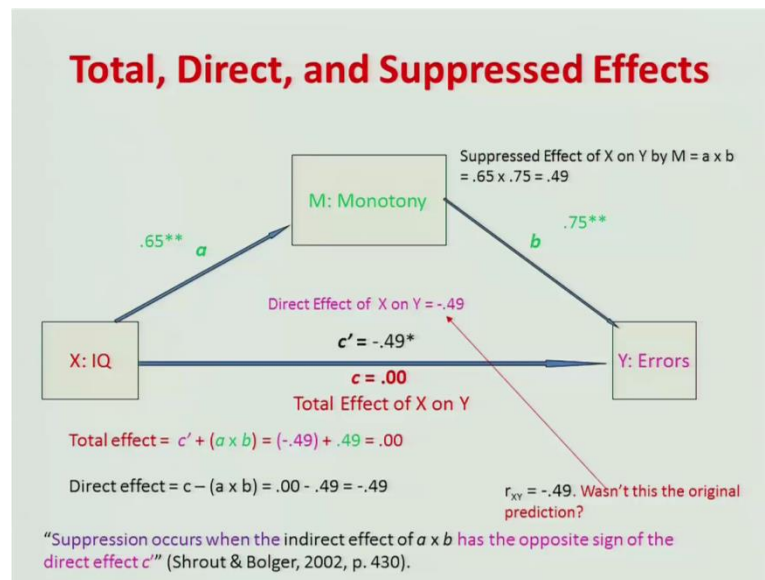 Total, Direct, and Suppressed Effects
Suppressed Effect of X on Y by M = a x b
= .65 x .75 = .49
M: Monotony
.65**
a
.75**
b
Direct Effect of X on Y = -.49
c′ = -.49*
X: IQ
Y: Errors
c = .00
Total Effect of X on Y
Total effect = c′ + (a x b) = (-.49) + .49 = .00
Direct effect = c – (a x b) = .00 - .49 = -.49
rXY = -.49. Wasn't this the original
prediction?
“Suppression occurs when the indirect effect of a x b has the opposite sign of the
direct effect c′” (Shrout & Bolger, 2002, p. 430).